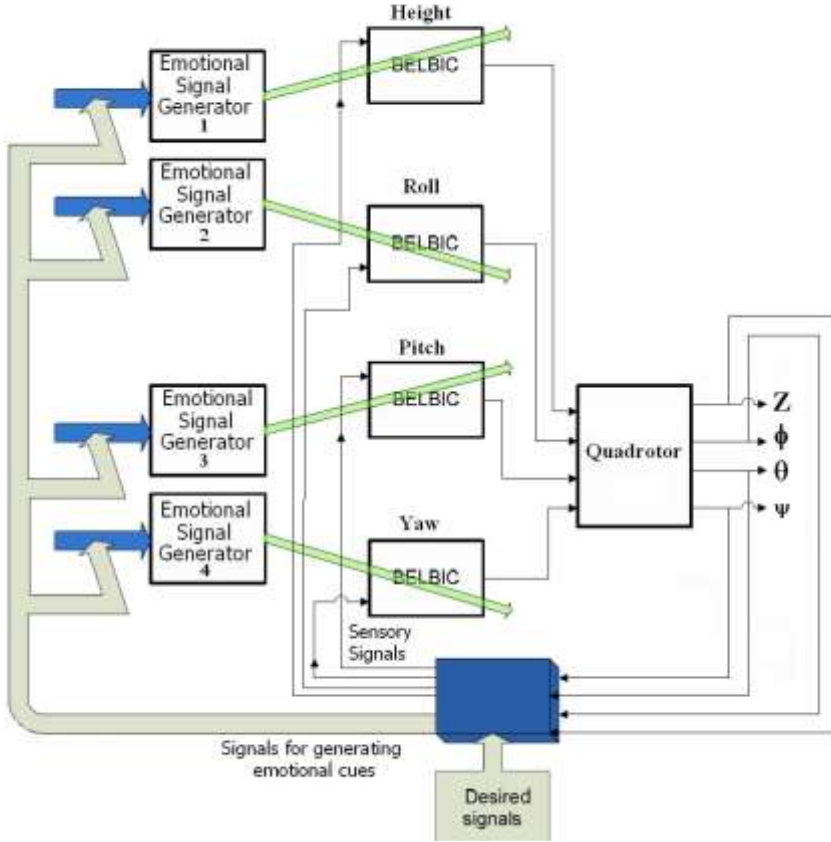 Height
Emotional
Signal
Generator
1
BELBIC
Emotional
Signal
Generator
2
Roll
BELBIC
Pitch
Emotional
Signal
Generator
3
BELBIC
Quadrotor
Z
ϕ
θ
ψ
Emotional
Signal
Generator
4
Yaw
BELBIC
Sensory
Signals
Signals for generating
emotional cues
Desired
signals